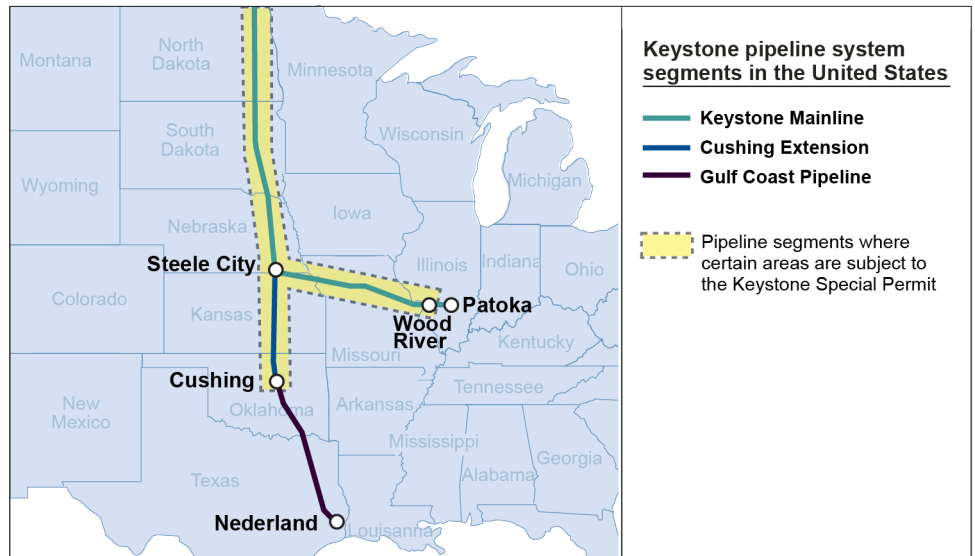 Montana
North
Dakota
Minnesota
South
Dakota
Wisconsin
Michigan
Wyoming
Iowa
Nebraska
Steele City
Illinois
Indiana
Ohio
Colorado
Kansas
Patoka
Wood
River
Missouri
Kentucky
Cushing
Tennessee
New
Mexico
Oklahoma
Arkansas
Mississippi
Georgia
Alabama
Texas
Nederland
Louisanna
Keystone pipeline system
segments in the United States
Keystone Mainline
Cushing Extension
Gulf Coast Pipeline
Pipeline segments where
certain areas are subject to
the Keystone Special Permit